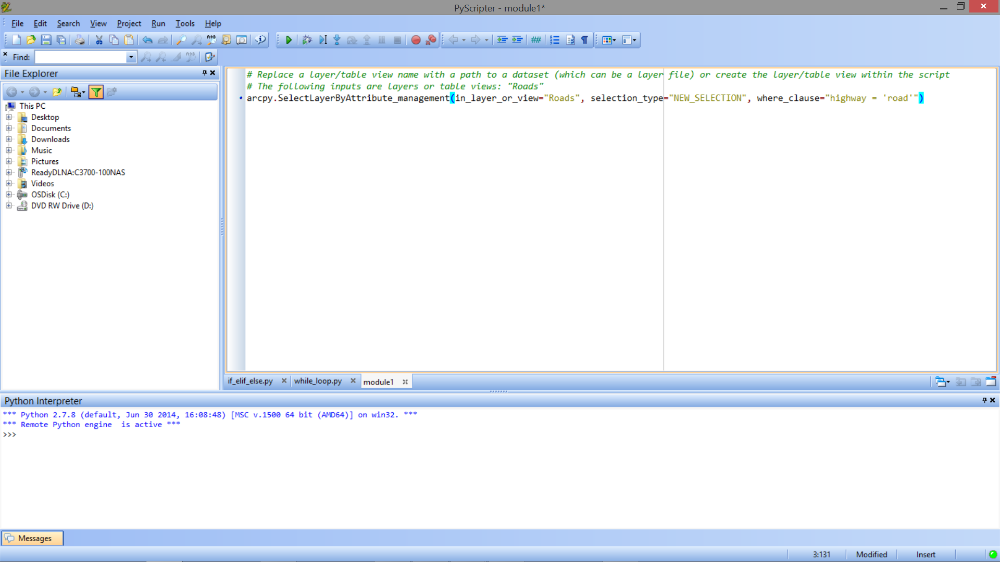 PyScripter - module1*
File Edit Search View Project Run Tools Help
Find:
File Explorer
This PC
Desktop
Documents
Downloads
Music
Pictures
ReadyDLNA:C3700-100NAS
Videos
OSDisk (C:)
DVD RW Drive (D:)
# Replace a layer/table view name with a path to a dataset (which can be a layer file) or create the layer/table view within the script
# The following inputs are layers or table views: "Roads"
arcpy.SelectLayerByAttribute_management(in_layer_or_view="Roads", selection_type="NEW_SELECTION", where_clause="highway = 'road'")
if_elif_else.py while_loop.py module1
Python Interpreter
*** Python 2.7.8 (default, Jun 30 2014, 16:08:48) [MSC v.1500 64 bit (AMD64)] on win32. ***
*** Remote Python engine  is active ***
>>>
Messages
3:131 Modified Insert